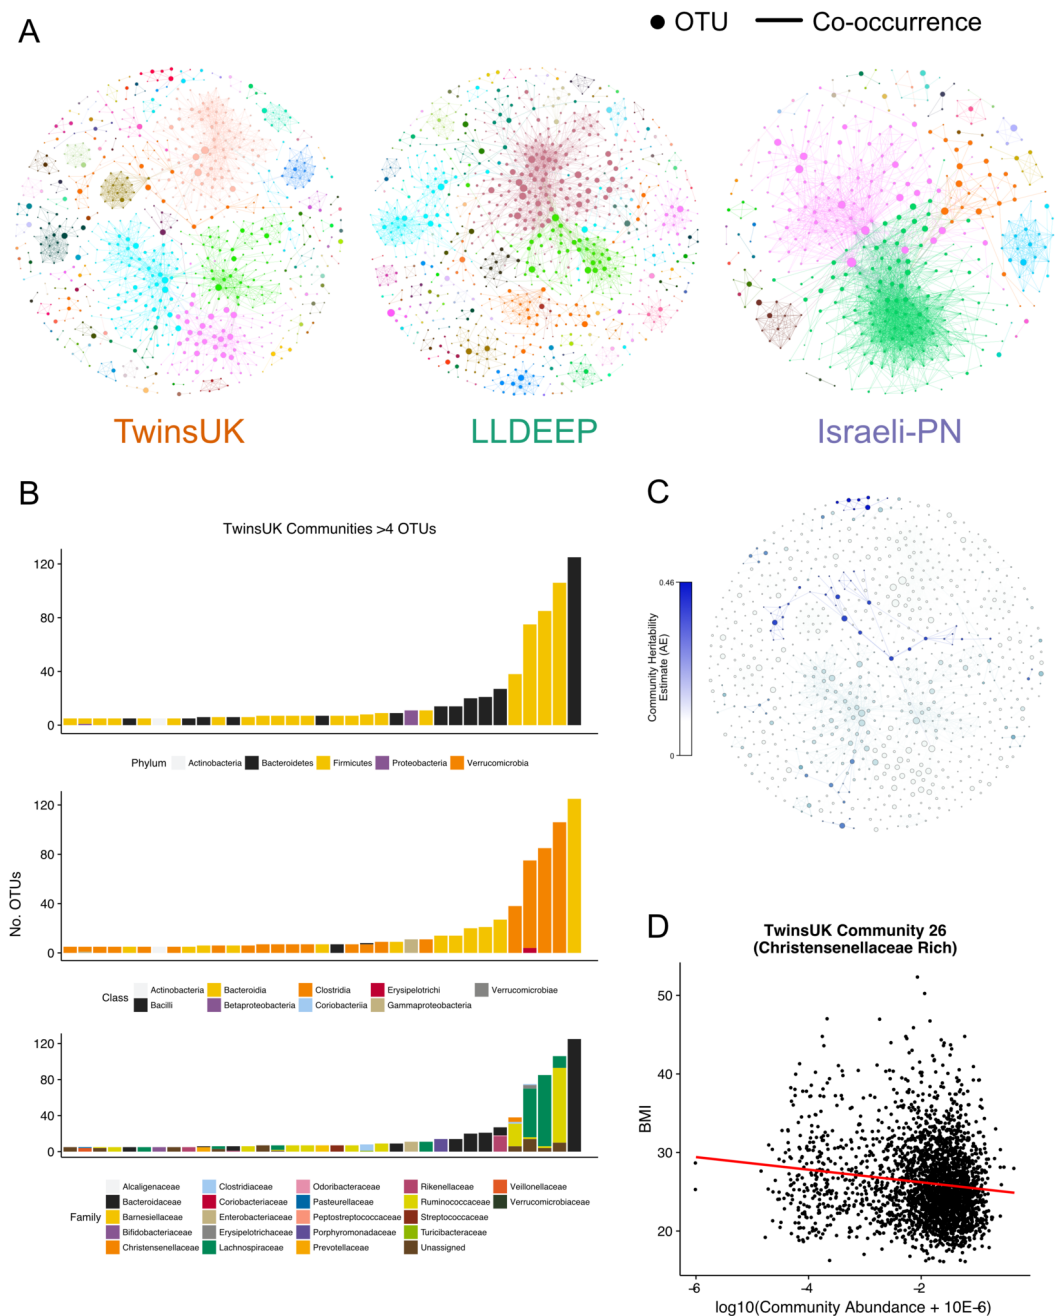 A
OTU
Co-occurrence
TwinsUK
LLDEEP
Israeli-PN
B
TwinsUK Communities >4 OTUs
120
80
40
0
Phylum
Actinobacteria
Bacteroidetes
Firmicutes
Proteobacteria
Verrucomicrobia
No. OTUs
120
80
40
0
Class
Actinobacteria
Bacteroidia
Clostridia
Erysipelotrichi
Verrucomicrobiae
Bacilli
Betaproteobacteria
Coriobacteriia
Gammaproteobacteria
120
80
40
0
Family
Alcaligenaceae
Clostridiaceae
Odoribacteraceae
Rikenellaceae
Veillonellaceae
Bacteroidaceae
Coriobacteriaceae
Pasteurellaceae
Ruminococcaceae
Verrucomicrobiaceae
Barnesiellaceae
Enterobacteriaceae
Peptostreptococcaceae
Streptococcaceae
Bifidobacteriaceae
Erysipelotrichaceae
Porphyromonadaceae
Turicibacteraceae
Christensenellaceae
Lachnospiraceae
Prevotellaceae
Unassigned
C
0.46
Community Heritability
Estimate (AE)
0
D
TwinsUK Community 26
(Christensenellaceae Rich)
BMI
50
40
30
20
-6
-4
-2
log10(Community Abundance + 10E-6)